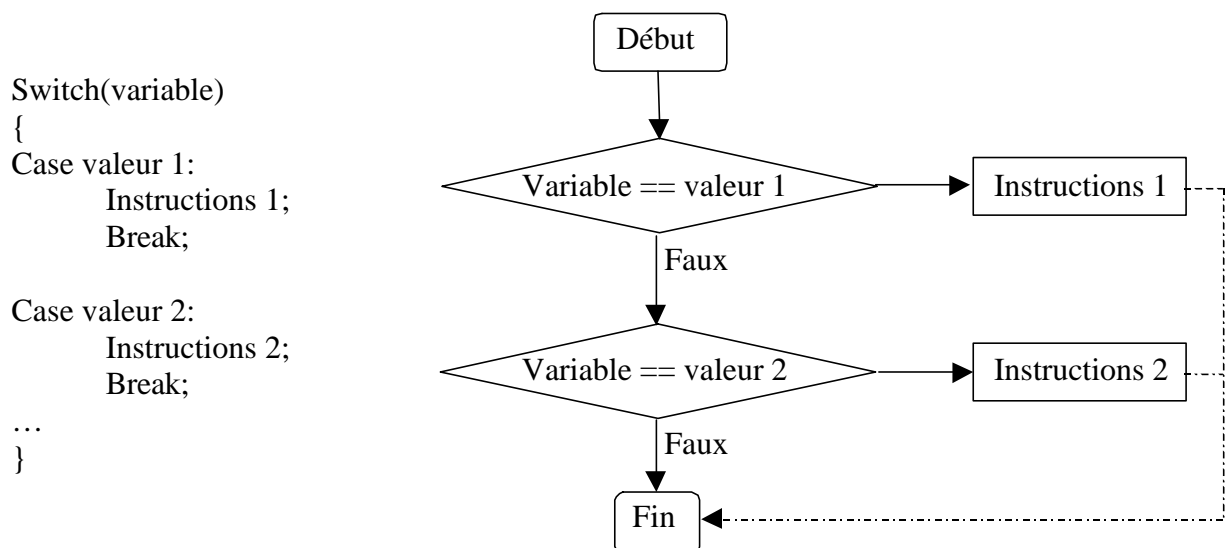 Switch(variable)
{
Case valeur 1:
Instructions 1;
Break;
Case valeur 2:
Instructions 2;
Break;
…
}
Début
Variable == valeur 1
Instructions 1
Faux
Variable == valeur 2
Instructions 2
Faux
Fin